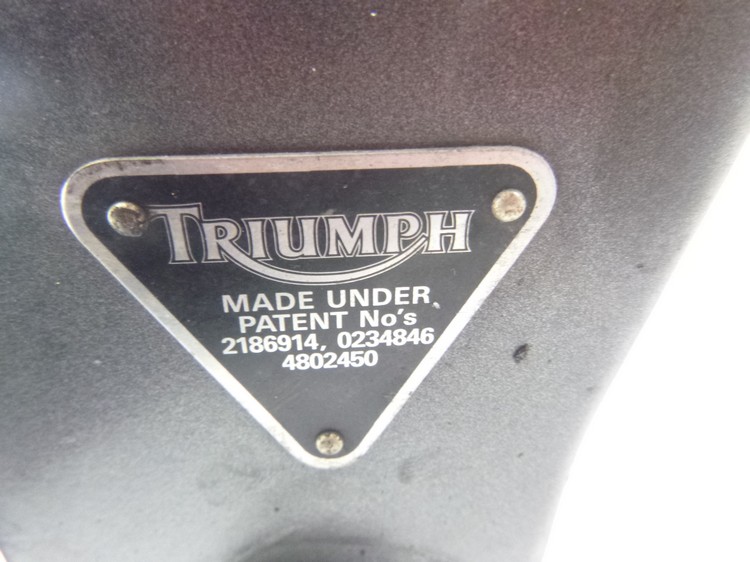 TRIUMPH
MADE UNDER
PATENT No's
2186914, 0234846
4802450